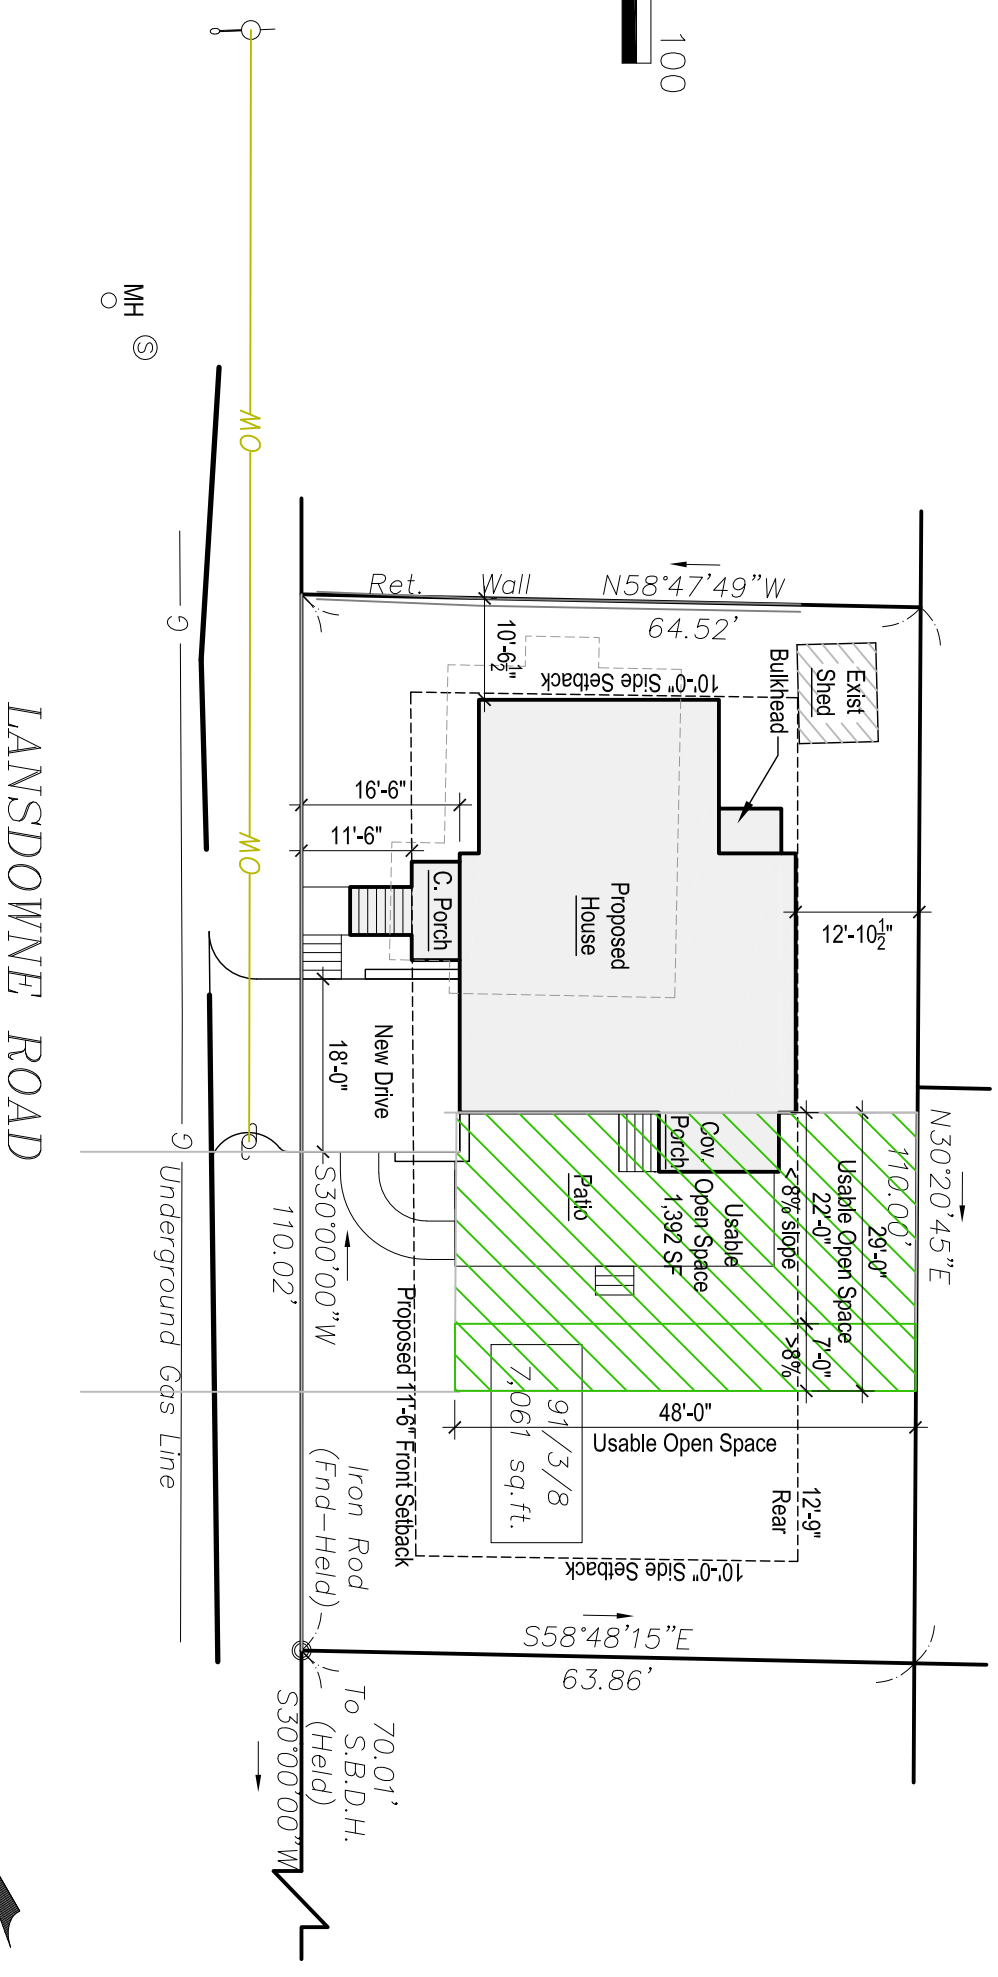 100
MH
S
OW
OW
G
G
Underground Gas Line
LANSDOWNE ROAD
Ret. Wall
N58°47'49"W
64.52'
10'-6½"
10'-0" Side Setback
Bulkhead
Exist
Shed
16'-6"
11'-6"
C. Porch
Proposed
House
12'-10½"
New Drive
18'-0"
S30°00'00"W
110.02'
Cov.
Porch
Patio
Usable
Open Space
1,392 SF
< 8% slope
22'-0"
Usable Open Space
29'-0"
7'-0"
>8%
N30°20'45"E
110.00'
48'-0"
Usable Open Space
91/3/8
7,061 sq.ft.
Proposed 11'-6" Front Setback
12'-9"
Rear
10'-0" Side Setback
Iron Rod
(Fnd-Held)
S58°48'15"E
63.86'
70.01'
To S.B.D.H.
(Held)
S30°00'00"W